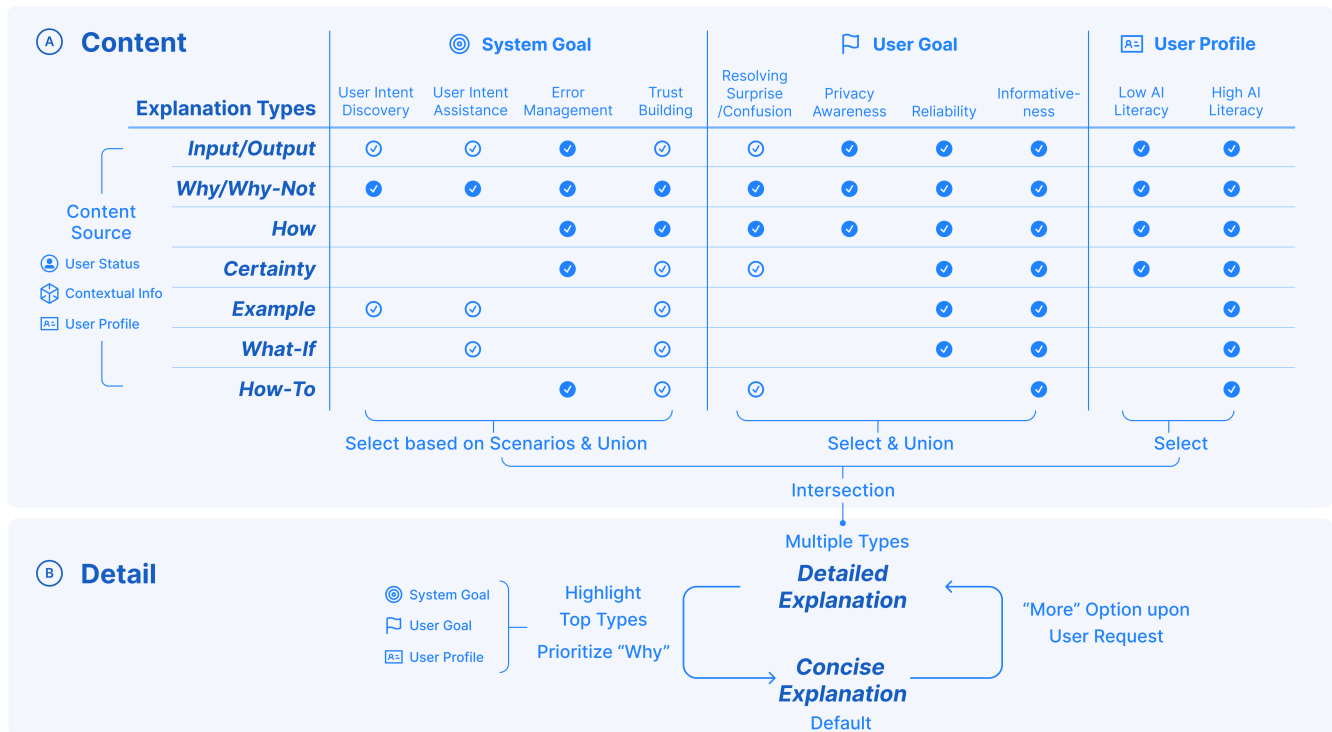 A Content
System Goal
User Goal
User Profile
Explanation Types
User Intent
Discovery
User Intent
Assistance
Error
Management
Trust
Building
Resolving
Surprise
/Confusion
Privacy
Awareness
Reliability
Informative-
ness
Low AI
Literacy
High AI
Literacy
Input/Output
Why/Why-Not
How
Certainty
Example
What-If
How-To
Content
Source
User Status
Contextual Info
User Profile
Select based on Scenarios & Union
Select & Union
Select
Intersection
B Detail
Multiple Types
Detailed
Explanation
System Goal
User Goal
User Profile
Highlight
Top Types
Prioritize “Why”
“More” Option upon
User Request
Concise
Explanation
Default